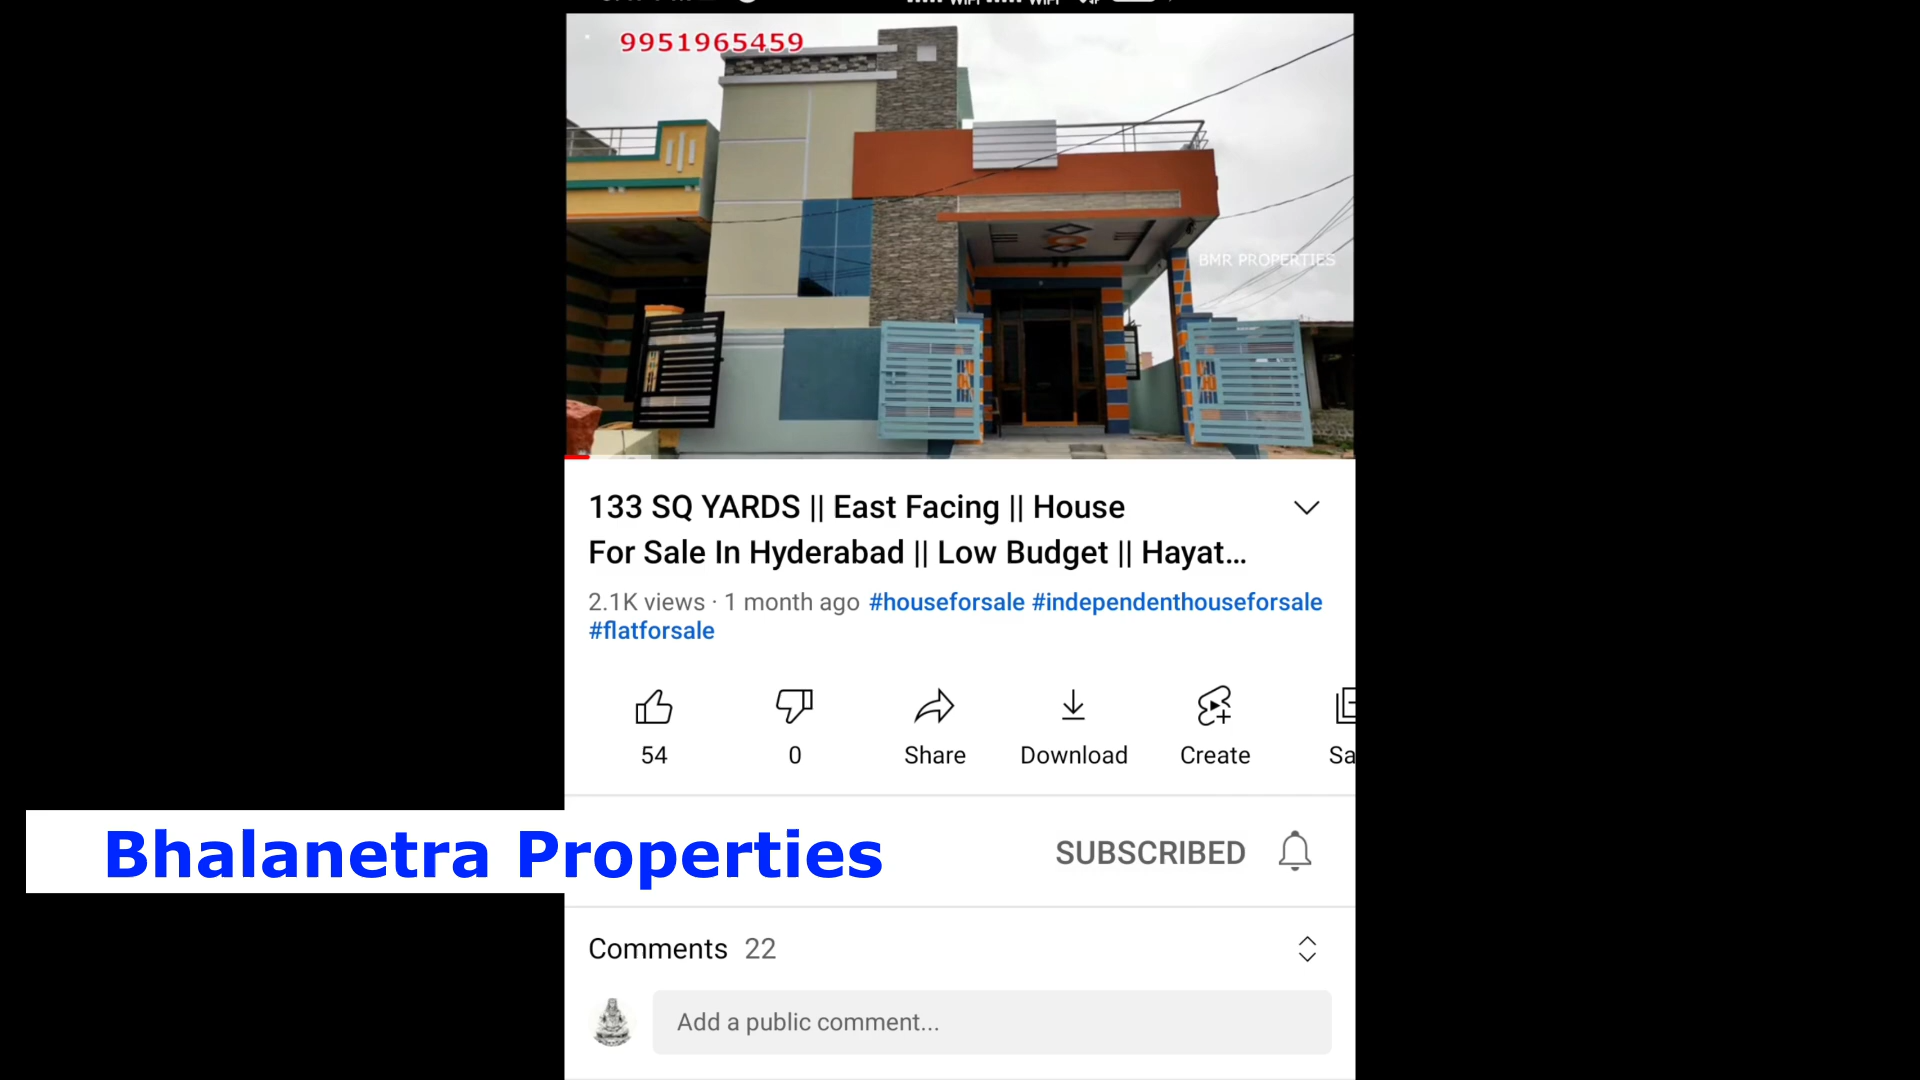 9951965459
BMR PROPERTIES
133 SQ YARDS || East Facing || House
For Sale In Hyderabad || Low Budget || Hayat...
2.1K views · 1 month ago #houseforsale #independenthouseforsale
#flatforsale
54
0
Share
Download
Create
Sa
Bhalanetra Properties
SUBSCRIBED
Comments 22
Add a public comment...